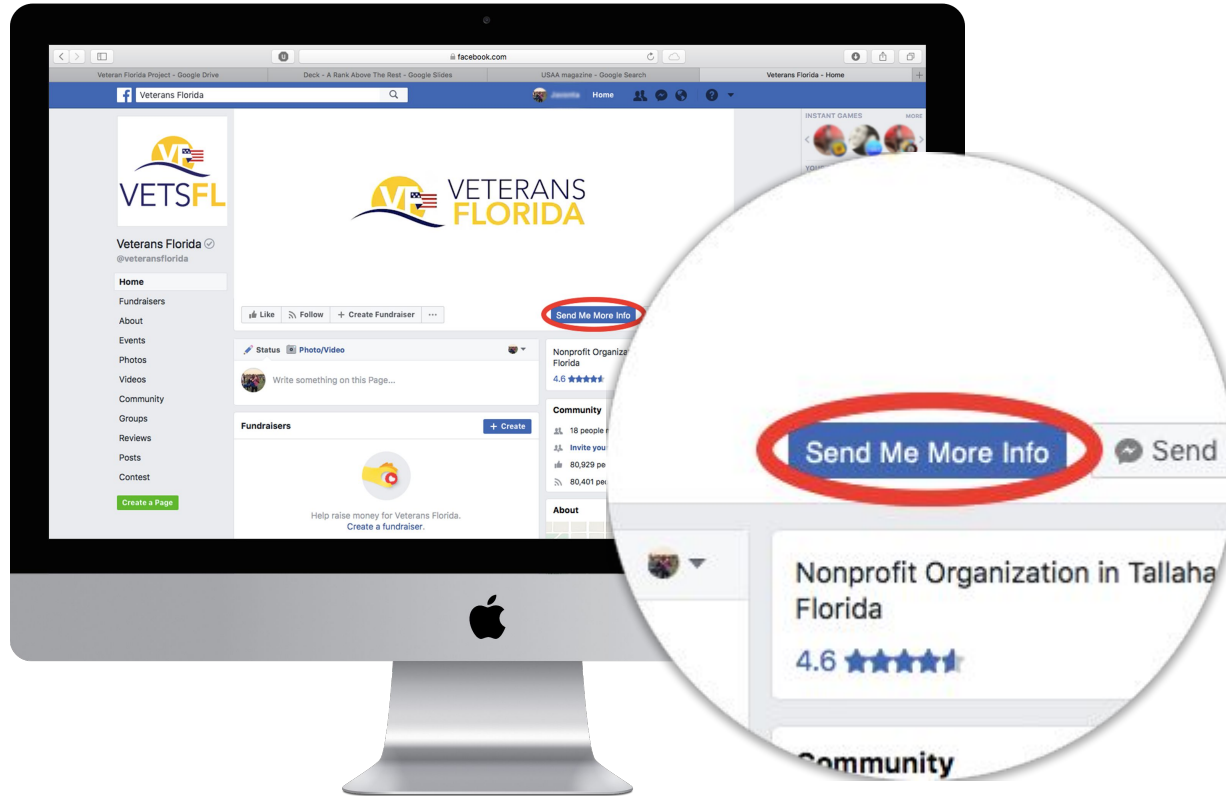 facebook.com
Veteran Florida Project - Google Drive
Deck - A Rank Above The Rest - Google Slides
USAA magazine - Google Search
Veterans Florida - Home
Veterans Florida
Home
INSTANT GAMES
MORE
VF
VETSFL
VF
VETERANS
FLORIDA
Veterans Florida
@veteransflorida
Home
Fundraisers
About
Events
Photos
Videos
Community
Groups
Reviews
Posts
Contest
Create a Page
Like
Follow
+ Create Fundraiser
Send Me More Info
Status
Photo/Video
Write something on this Page...
Fundraisers
+ Create
Help raise money for Veterans Florida.
Create a fundraiser.
Nonprofit Organiza
Florida
4.6
Community
18 people
Invite you
80,929 pe
80,401 peo
About
Send Me More Info
Send
Nonprofit Organization in Tallaha
Florida
4.6
Community